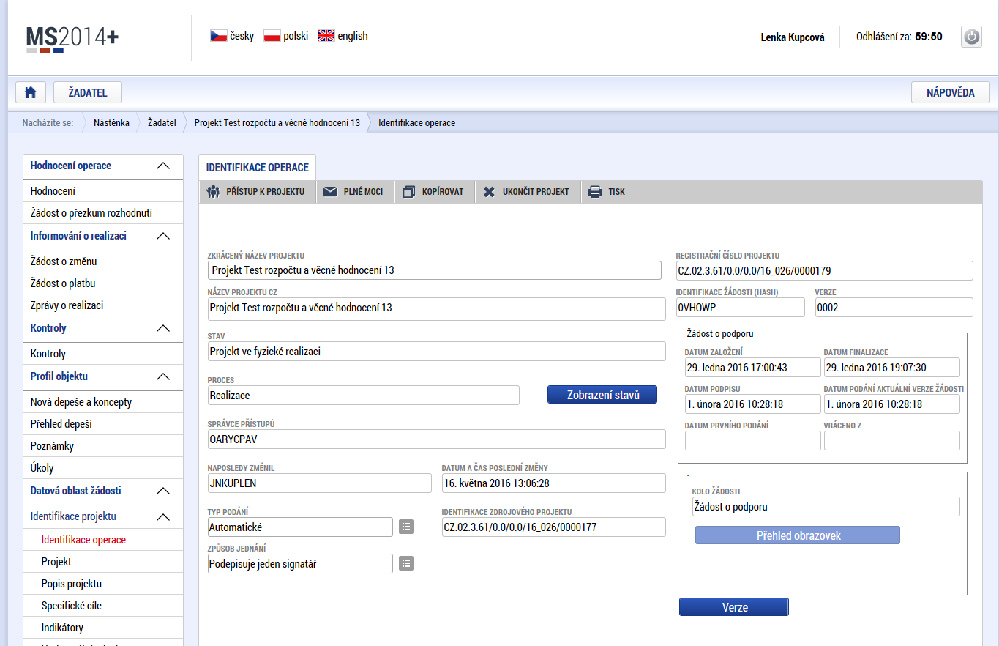 MS2014+
česky polski english
Lenka Kupcová
Odhlášení za: 59:50
ŽADATEL
NÁPOVĚDA
Nacházíte se: Nástěnka Žadatel Projekt Test rozpočtu a věcné hodnocení 13 Identifikace operace
Hodnocení operace
Hodnocení
Žádost o přezkum rozhodnutí
Informování o realizaci
Žádost o změnu
Žádost o platbu
Zprávy o realizaci
Kontroly
Kontroly
Profil objektu
Nová depeše a koncepty
Přehled depeší
Poznámky
Úkoly
Datová oblast žádosti
Identifikace projektu
Identifikace operace
Projekt
Popis projektu
Specifické cíle
Indikátory
IDENTIFIKACE OPERACE
PŘÍSTUP K PROJEKTU PLNÉ MOCI KOPÍROVAT UKONČIT PROJEKT TISK
ZKRÁCENÝ NÁZEV PROJEKTU
Projekt Test rozpočtu a věcné hodnocení 13
NÁZEV PROJEKTU CZ
Projekt Test rozpočtu a věcné hodnocení 13
STAV
Projekt ve fyzické realizaci
PROCES
Realizace
Zobrazení stavů
SPRÁVCE PŘÍSTUPŮ
OARYCPAV
NAPOSLEDY ZMĚNIL
JNKUPLEN
DATUM A ČAS POSLEDNÍ ZMĚNY
16. května 2016 13:06:28
TYP PODÁNÍ
Automatické
IDENTIFIKACE ZDROJOVÉHO PROJEKTU
CZ.02.3.61/0.0/0.0/16_026/0000177
ZPŮSOB JEDNÁNÍ
Podepisuje jeden signatář
REGISTRAČNÍ ČÍSLO PROJEKTU
CZ.02.3.61/0.0/0.0/16_026/0000179
IDENTIFIKACE ŽÁDOSTI (HASH)
0VHOWP
VERZE
0002
Žádost o podporu
DATUM ZALOŽENÍ
29. ledna 2016 17:00:43
DATUM FINALIZACE
29. ledna 2016 19:07:30
DATUM PODPISU
1. února 2016 10:28:18
DATUM PODÁNÍ AKTUÁLNÍ VERZE ŽÁDOSTI
1. února 2016 10:28:18
DATUM PRVNÍHO PODÁNÍ
VRÁCENO Z
.
KOLO ŽÁDOSTI
Žádost o podporu
Přehled obrazovek
Verze